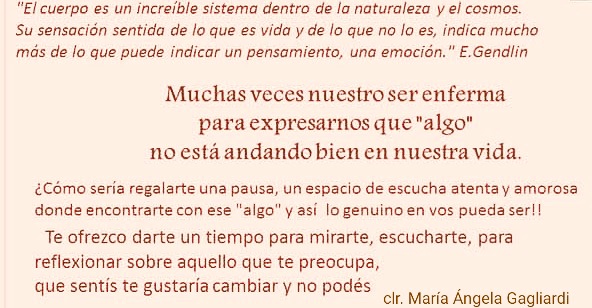 "El cuerpo es un increíble sistema dentro de la naturaleza y el cosmos.
Su sensación sentida de lo que es vida y de lo que no lo es, indica mucho
más de lo que puede indicar un pensamiento, una emoción." E.Gendlin
Muchas veces nuestro ser enferma
para expresarnos que "algo"
no está andando bien en nuestra vida.
¿Cómo sería regalarte una pausa, un espacio de escucha atenta y amorosa
donde encontrarte con ese "algo" y así lo genuino en vos pueda ser!!
Te ofrezco darte un tiempo para mirarte, escucharte, para
reflexionar sobre aquello que te preocupa,
que sentís te gustaría cambiar y no podés
clr. María Ángela Gagliardi